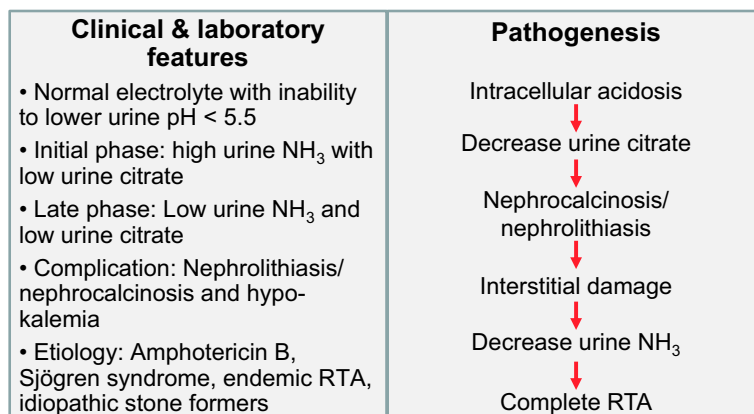 Clinical & laboratory
features
• Normal electrolyte with inability
to lower urine pH < 5.5
• Initial phase: high urine NH₃ with
low urine citrate
• Late phase: Low urine NH₃ and
low urine citrate
• Complication: Nephrolithiasis/
nephrocalcinosis and hypo-
kalemia
• Etiology: Amphotericin B,
Sjögren syndrome, endemic RTA,
idiopathic stone formers
Pathogenesis
Intracellular acidosis
Decrease urine citrate
Nephrocalcinosis/
nephrolithiasis
Interstitial damage
Decrease urine NH₃
Complete RTA